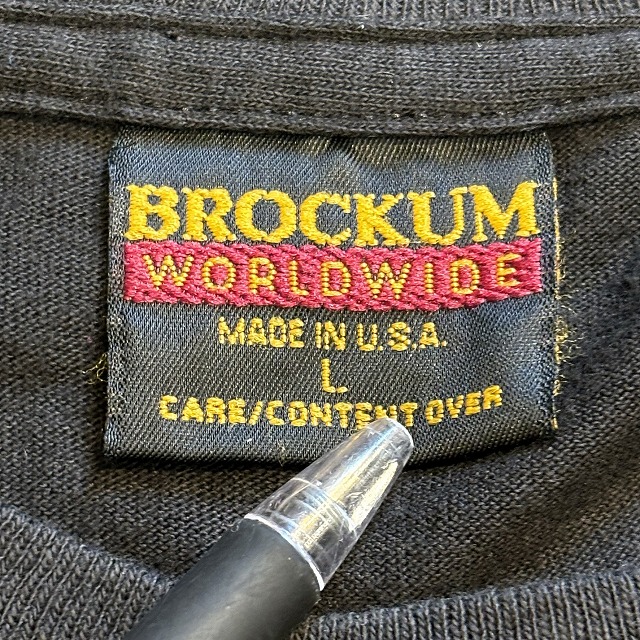 BROCKUM
WORLDWIDE
MADE IN U.S.A.
L
CARE/CONTENT OVER